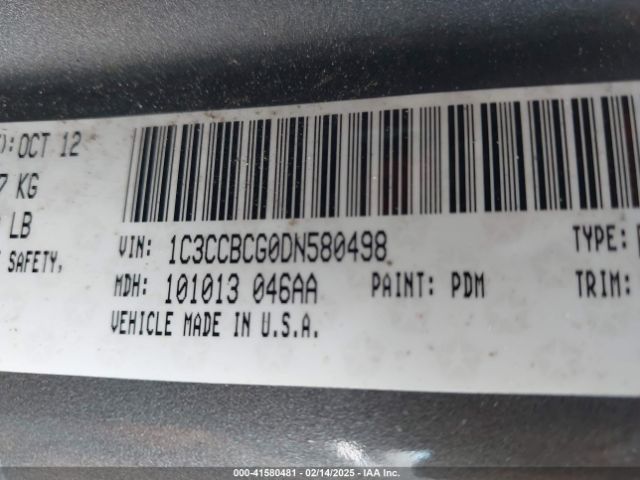 : OCT 12
KG
LB
SAFETY,
VIN: 1C3CCBCG0DN580498 TYPE:
MDH: 101013 046AA PAINT: PDM TRIM:
VEHICLE MADE IN U.S.A.
000-41580481 | 02/14/2025 | IAA Inc.